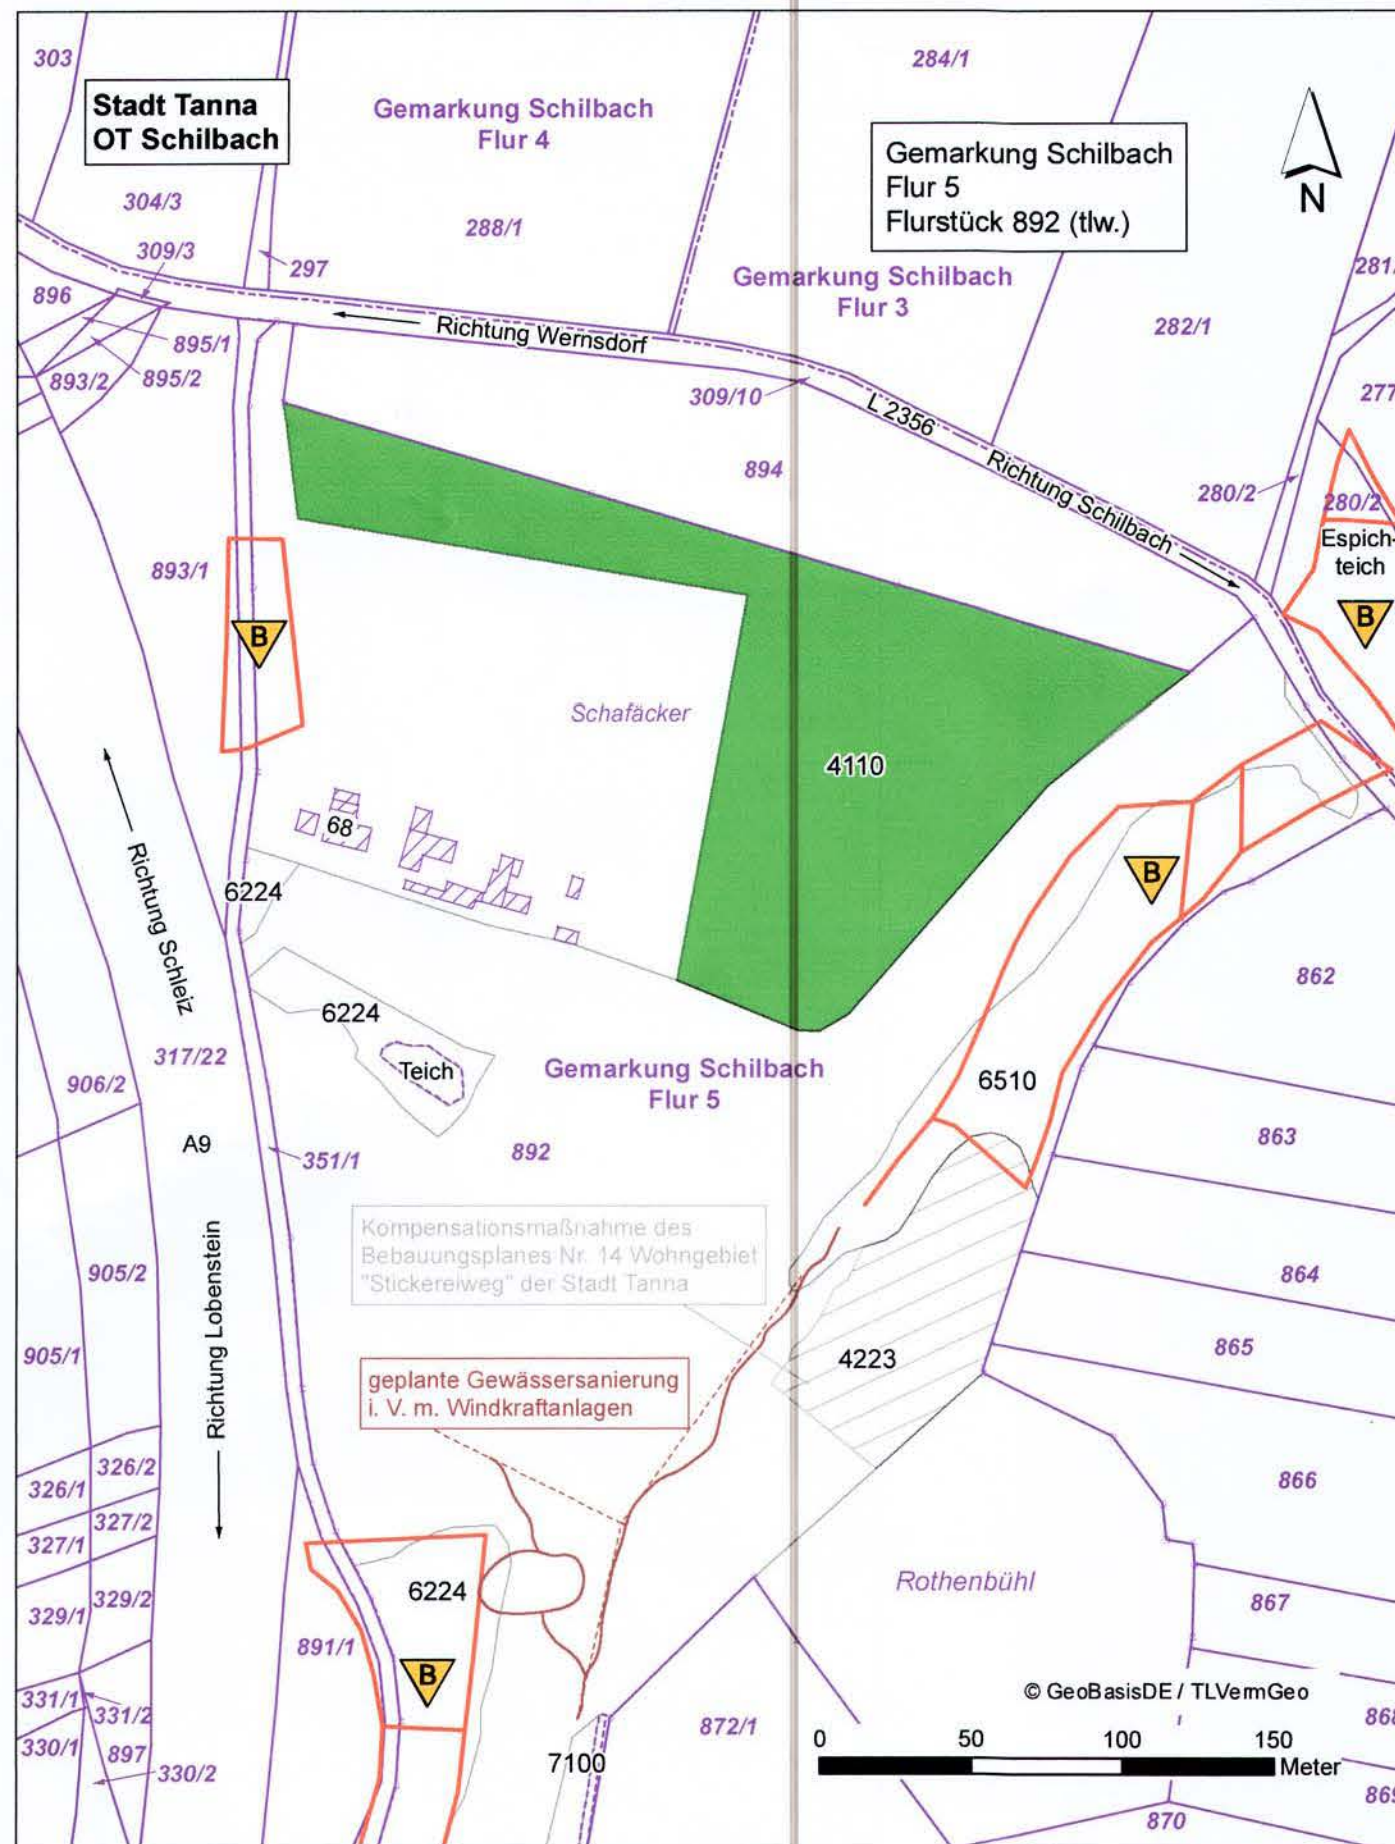 303
Stadt Tanna
OT Schilbach
Gemarkung Schilbach
Flur 4
284/1
Gemarkung Schilbach
Flur 5
Flurstück 892 (tlw.)
N
304/3
288/1
309/3
297
Gemarkung Schilbach
Flur 3
281/
896
282/1
Richtung Wernsdorf
895/1
893/2
895/2
309/10
277
L 2356
894
Richtung Schilbach
280/2
280/2
Espich-
teich
893/1
B
B
Schafäcker
4110
68
Richtung Schleiz
B
6224
862
6224
317/22
Teich
Gemarkung Schilbach
Flur 5
906/2
6510
A9
863
351/1
892
Kompensationsmaßnahme des
Bebauungsplanes Nr. 14 Wohngebiet
"Stickereiweg" der Stadt Tanna
905/2
864
Richtung Lobenstein
905/1
865
4223
geplante Gewässersanierung
i. V. m. Windkraftanlagen
326/2
326/1
866
327/2
327/1
6224
Rothenbühl
329/2
329/1
867
891/1
B
© GeoBasisDE / TLVermGeo
331/1
331/2
872/1
868
330/1
897
330/2
7100
0 50 100 150
Meter
869
870